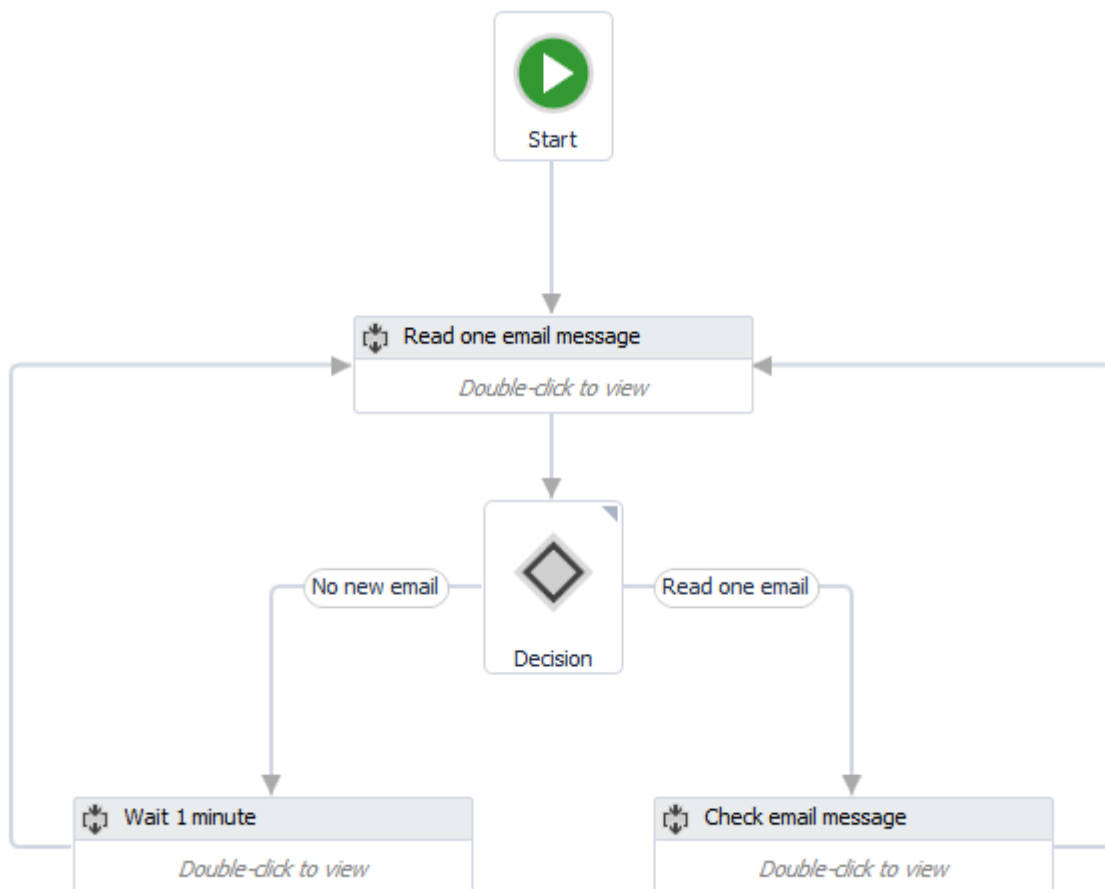 Start
Read one email message
Double-click to view
No new email
Read one email
Decision
Wait 1 minute
Check email message
Double-click to view
Double-click to view